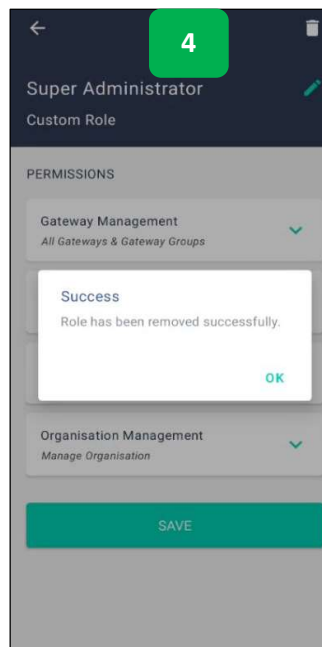 4
Super Administrator
Custom Role
PERMISSIONS
Gateway Management
All Gateways & Gateway Groups
Success
Role has been removed successfully.
OK
Organisation Management
Manage Organisation
SAVE